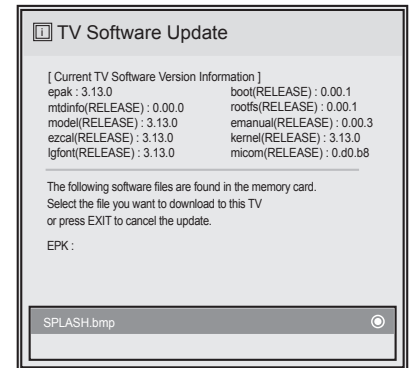 i TV Software Update
[ Current TV Software Version Information ]
epak : 3.13.0
mtdinfo(RELEASE) : 0.00.0
model(RELEASE) : 3.13.0
ezcal(RELEASE) : 3.13.0
lgfont(RELEASE) : 3.13.0
boot(RELEASE) : 0.00.1
rootfs(RELEASE) : 0.00.1
emanual(RELEASE) : 0.00.3
kernel(RELEASE) : 3.13.0
micom(RELEASE) : 0.d0.b8
The following software files are found in the memory card.
Select the file you want to download to this TV
or press EXIT to cancel the update.
EPK :
SPLASH.bmp